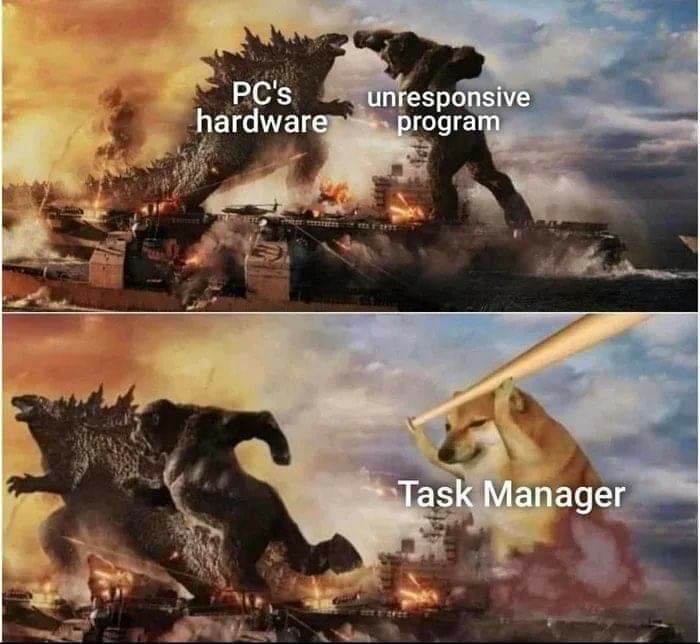 PC's
hardware
unresponsive
program
Task Manager